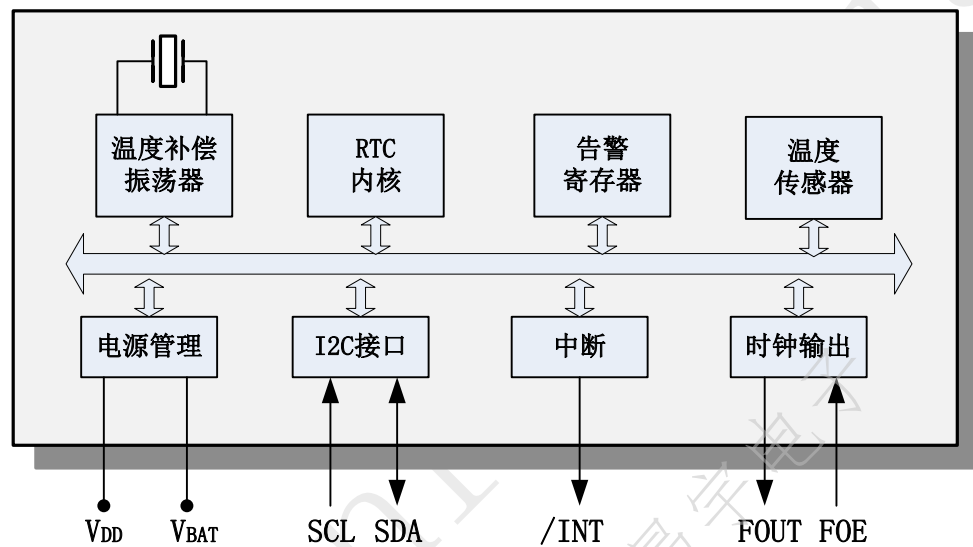 温度补偿
振荡器
RTC
内核
告警
寄存器
温度
传感器
电源管理
I2C接口
中断
时钟输出
VDD VBAT SCL SDA /INT FOUT FOE